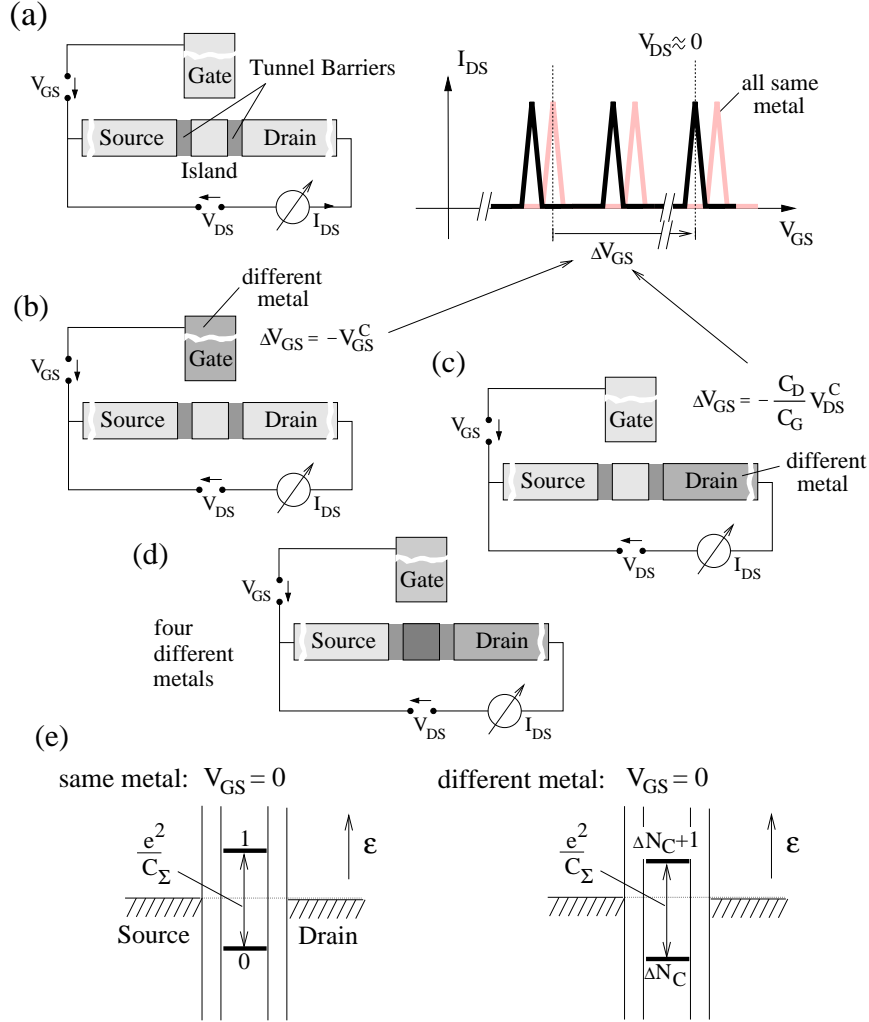 (a)
V_GS
Gate
Tunnel Barriers
Source
Drain
Island
V_DS
I_DS
I_DS
V_DS ≈ 0
all same
metal
V_GS
ΔV_GS
(b)
different
metal
V_GS
Gate
ΔV_GS = −V_GS^C
Source
Drain
V_DS
I_DS
(c)
V_GS
Gate
ΔV_GS = − C_D/C_G V_DS^C
Source
Drain
different
metal
V_DS
I_DS
(d)
V_GS
Gate
four
different
metals
Source
Drain
V_DS
I_DS
(e)
same metal: V_GS = 0
1
e^2/C_Σ
ε
Source
Drain
0
different metal: V_GS = 0
ΔN_C+1
e^2/C_Σ
ε
ΔN_C